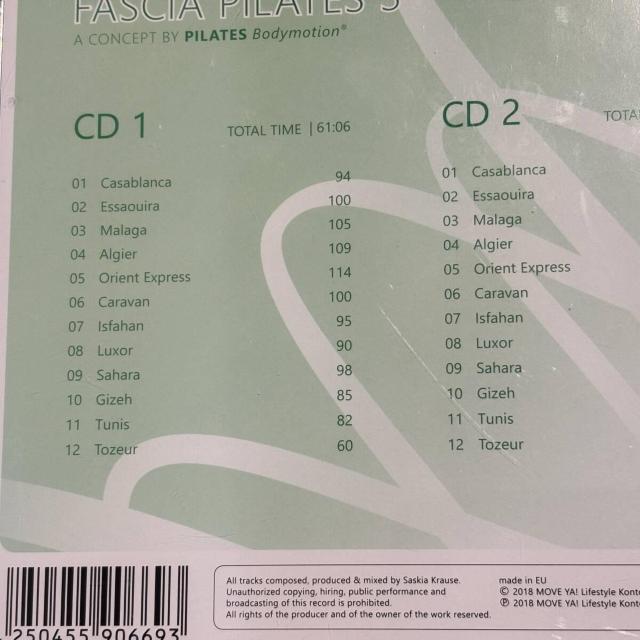 FASCIA PILATES 3
A CONCEPT BY PILATES Bodymotion®
CD 1
TOTAL TIME | 61:06
01 Casablanca 94
02 Essaouira 100
03 Malaga 105
04 Algier 109
05 Orient Express 114
06 Caravan 100
07 Isfahan 95
08 Luxor 90
09 Sahara 98
10 Gizeh 85
11 Tunis 82
12 Tozeur 60
CD 2
01 Casablanca
02 Essaouira
03 Malaga
04 Algier
05 Orient Express
06 Caravan
07 Isfahan
08 Luxor
09 Sahara
10 Gizeh
11 Tunis
12 Tozeur
250455 906693
All tracks composed, produced & mixed by Saskia Krause.
Unauthorized copying, hiring, public performance and
broadcasting of this record is prohibited.
All rights of the producer and of the owner of the work reserved.
made in EU
© 2018 MOVE YA! Lifestyle
℗ 2018 MOVE YA! Lifestyle